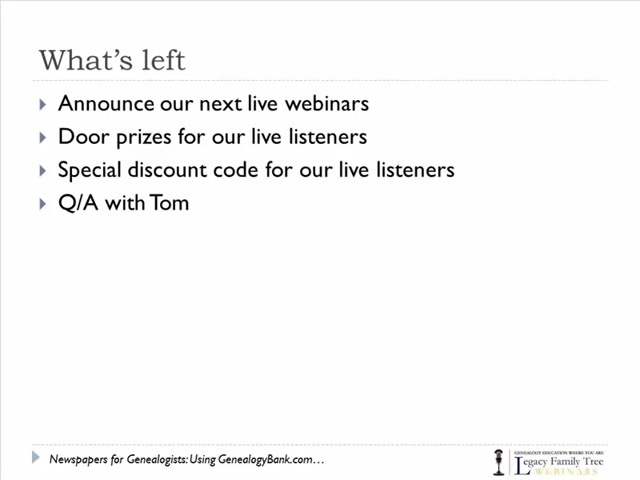 What's left
Announce our next live webinars
Door prizes for our live listeners
Special discount code for our live listeners
Q/A with Tom
Newspapers for Genealogists: Using GenealogyBank.com…
GENEALOGY EDUCATION WHERE YOU ARE
Legacy Family Tree
WEBINARS